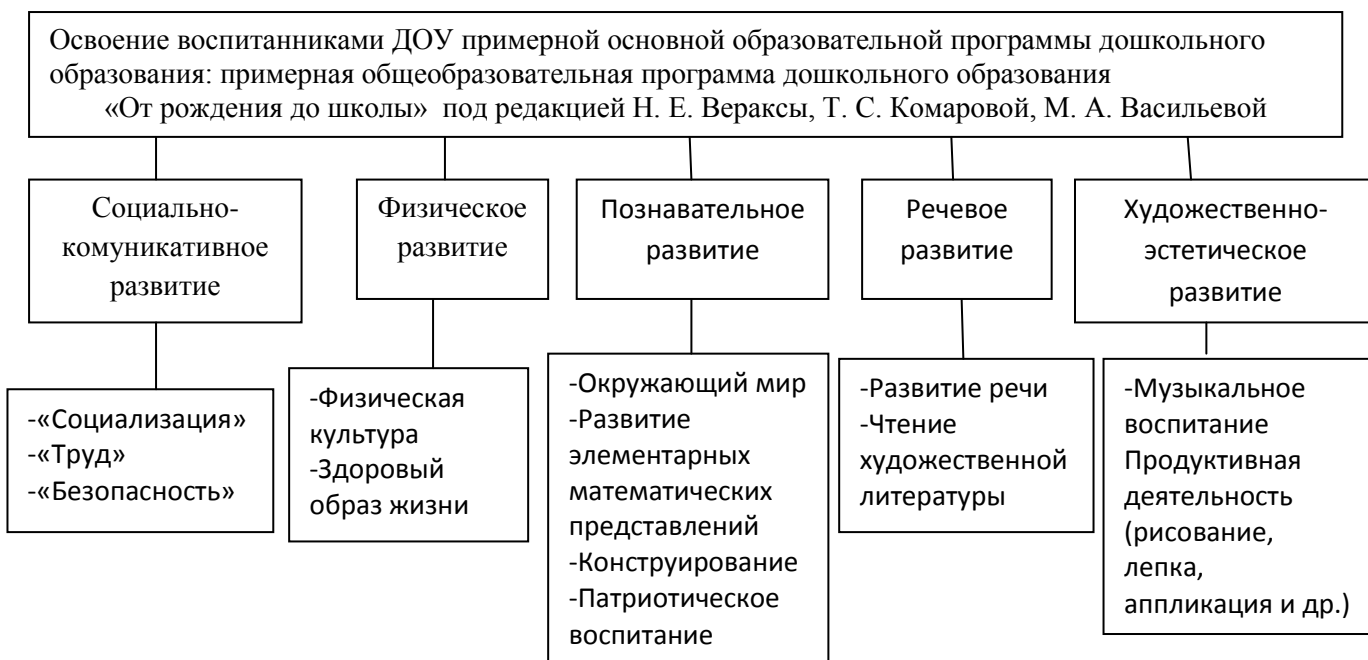 Освоение воспитанниками ДОУ примерной основной образовательной программы дошкольного
образования: примерная общеобразовательная программа дошкольного образования
«От рождения до школы» под редакцией Н. Е. Вераксы, Т. С. Комаровой, М. А. Васильевой
Социально-
комуникативное
развитие
Физическое
развитие
Познавательное
развитие
Речевое
развитие
Художественно-
эстетическое
развитие
-«Социализация»
-«Труд»
-«Безопасность»
-Физическая
культура
-Здоровый
образ жизни
-Окружающий мир
-Развитие
элементарных
математических
представлений
-Конструирование
-Патриотическое
воспитание
-Развитие речи
-Чтение
художественной
литературы
-Музыкальное
воспитание
Продуктивная
деятельность
(рисование,
лепка,
аппликация и др.)